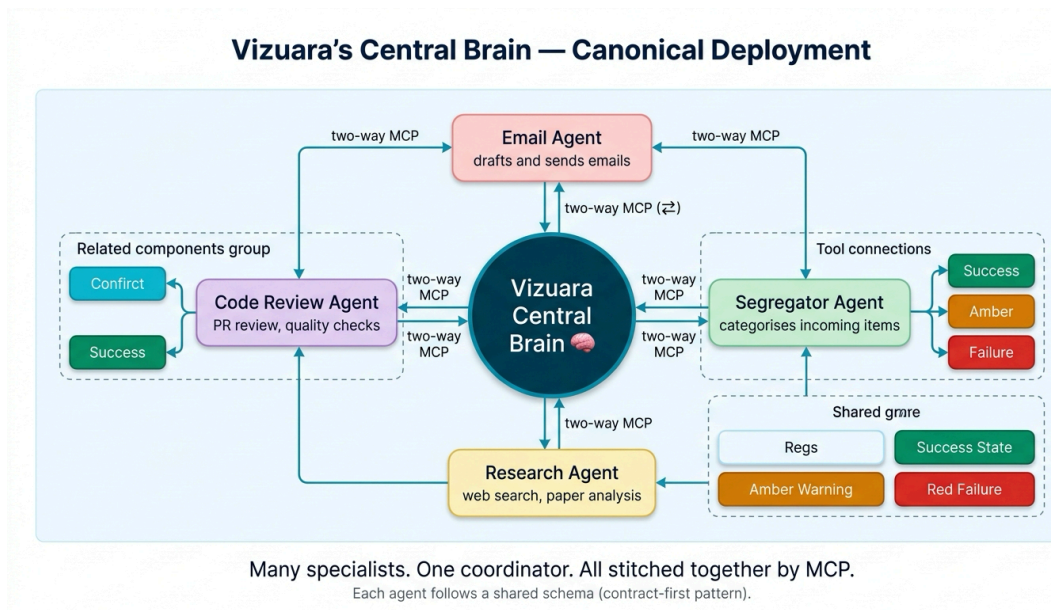 Vizuara's Central Brain — Canonical Deployment
two-way MCP
Email Agent
drafts and sends emails
two-way MCP
two-way MCP (⇄)
Related components group
Confirct
Success
Code Review Agent
PR review, quality checks
two-way
MCP
two-way
MCP
Vizuara
Central
Brain 🧠
two-way
MCP
two-way
MCP
Tool connections
Segregator Agent
categorises incoming items
Success
Amber
Failure
two-way MCP
Research Agent
web search, paper analysis
Shared
Regs
Success State
Amber Warning
Red Failure
Many specialists. One coordinator. All stitched together by MCP.
Each agent follows a shared schema (contract-first pattern).